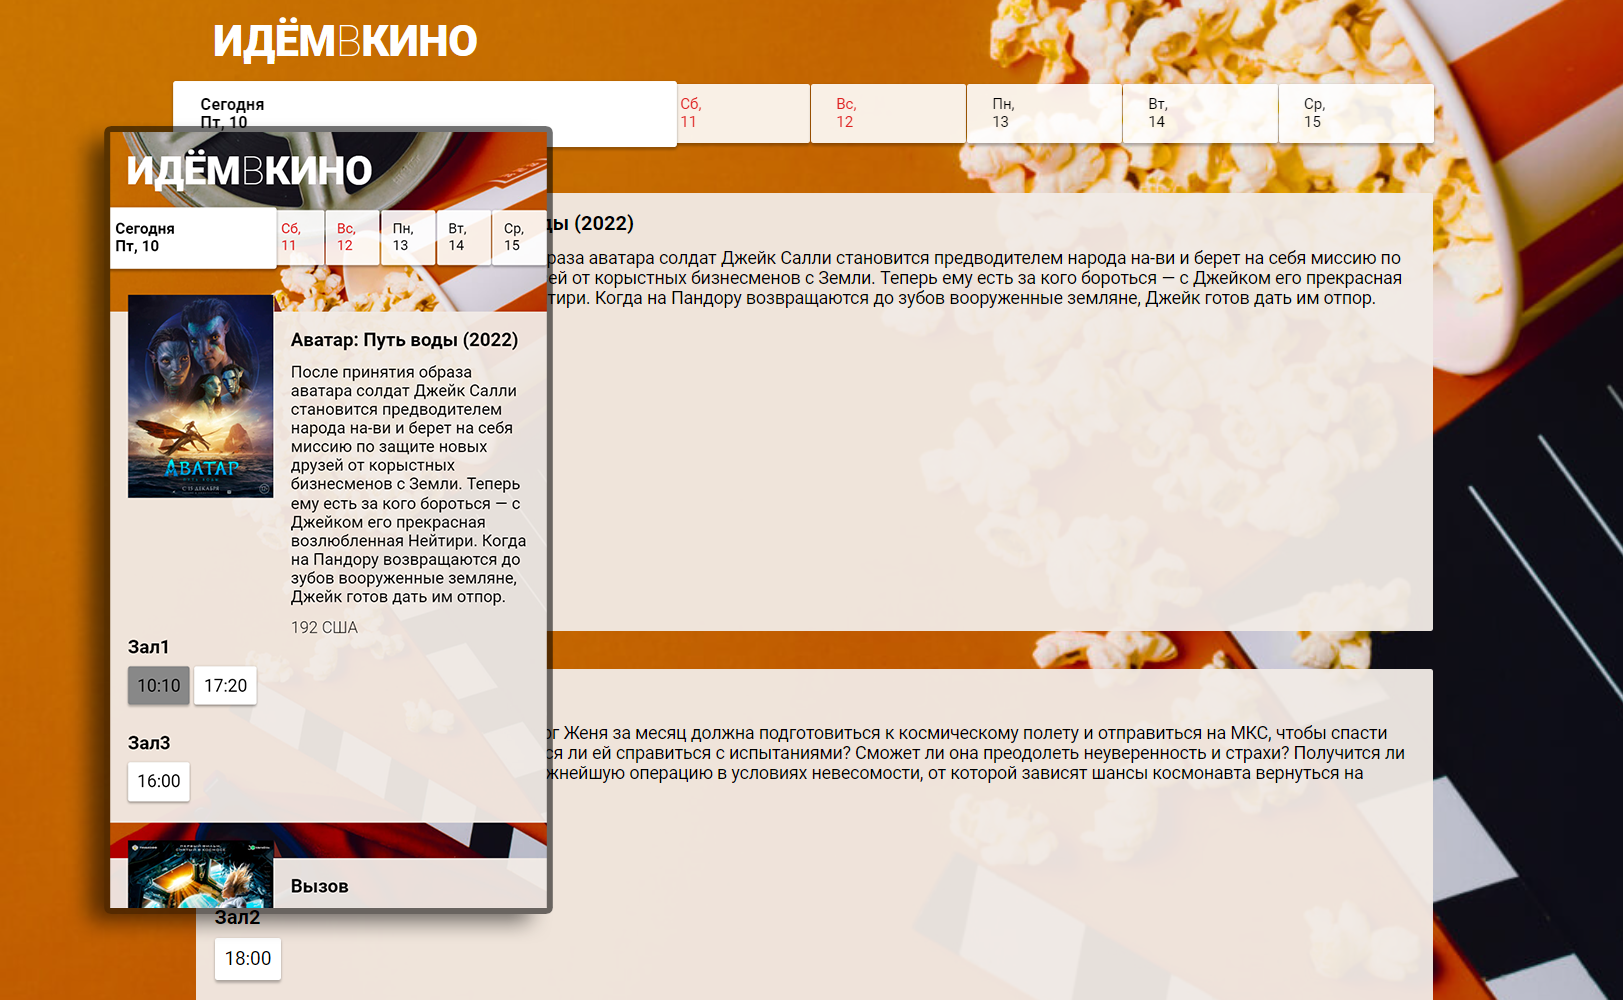 ИДЁМВКИНО
Сегодня
Пт, 10
Сб,
11
Вс,
12
Пн,
13
Вт,
14
Ср,
15
ды (2022)
раза аватара солдат Джейк Салли становится предводителем народа на-ви и берет на себя миссию по
ей от корыстных бизнесменов с Земли. Теперь ему есть за кого бороться — с Джейком его прекрасная
тири. Когда на Пандору возвращаются до зубов вооруженные земляне, Джейк готов дать им отпор.
ог Женя за месяц должна подготовиться к космическому полету и отправиться на МКС, чтобы спасти
ся ли ей справиться с испытаниями? Сможет ли она преодолеть неуверенность и страхи? Получится ли
жнейшую операцию в условиях невесомости, от которой зависят шансы космонавта вернуться на
Зал2
18:00
ИДЁМВКИНО
Сегодня
Пт, 10
Сб,
11
Вс,
12
Пн,
13
Вт,
14
Ср,
15
АВАТАР
ПУТЬ ВОДЫ
С 15 ДЕКАБРЯ
Аватар: Путь воды (2022)
После принятия образа
аватара солдат Джейк Салли
становится предводителем
народа на-ви и берет на себя
миссию по защите новых
друзей от корыстных
бизнесменов с Земли. Теперь
ему есть за кого бороться — с
Джейком его прекрасная
возлюбленная Нейтири. Когда
на Пандору возвращаются до
зубов вооруженные земляне,
Джейк готов дать им отпор.
192 США
Зал1
10:10
17:20
Зал3
16:00
ПЕРВЫЙ ФИЛЬМ,
СНЯТЫЙ В КОСМОСЕ
Вызов